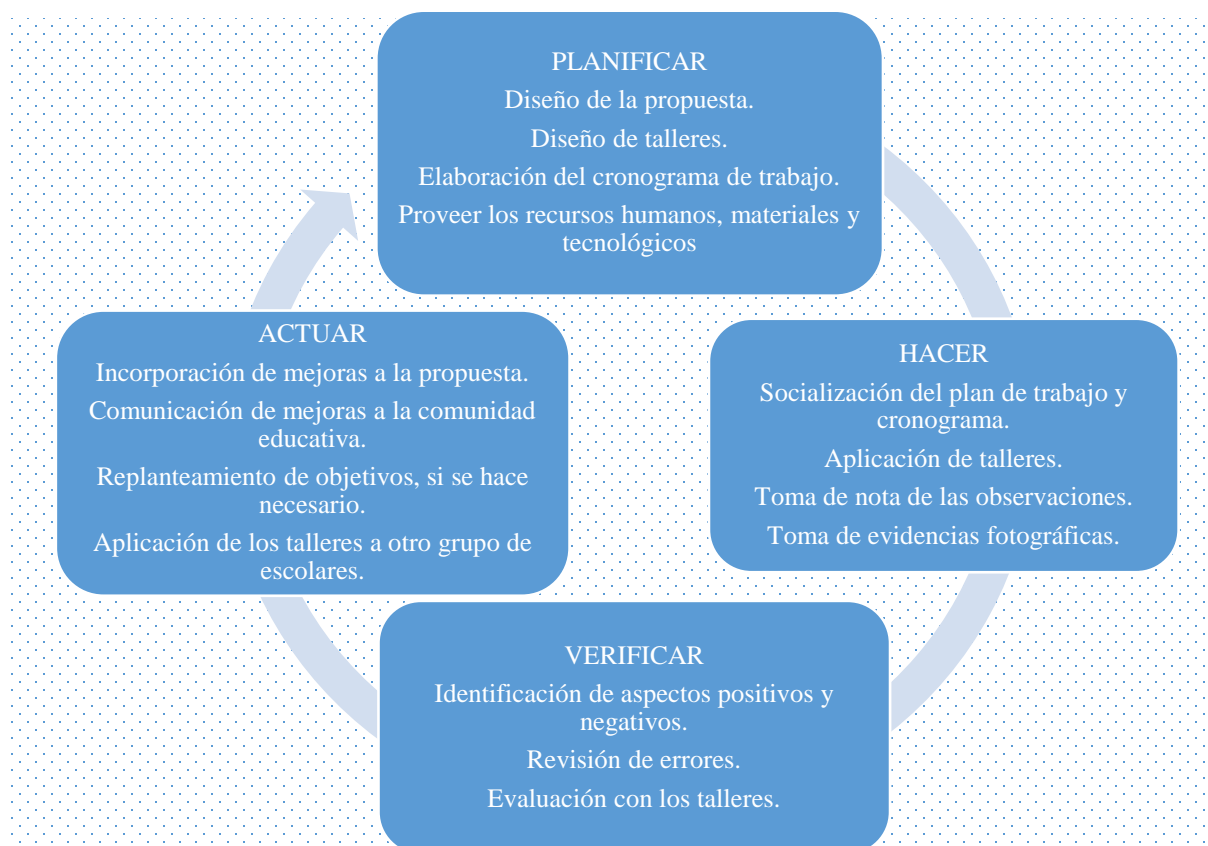 PLANIFICAR
Diseño de la propuesta.
Diseño de talleres.
Elaboración del cronograma de trabajo.
Proveer los recursos humanos, materiales y
tecnológicos
HACER
Socialización del plan de trabajo y
cronograma.
Aplicación de talleres.
Toma de nota de las observaciones.
Toma de evidencias fotográficas.
VERIFICAR
Identificación de aspectos positivos y
negativos.
Revisión de errores.
Evaluación con los talleres.
ACTUAR
Incorporación de mejoras a la propuesta.
Comunicación de mejoras a la comunidad
educativa.
Replanteamiento de objetivos, si se hace
necesario.
Aplicación de los talleres a otro grupo de
escolares.